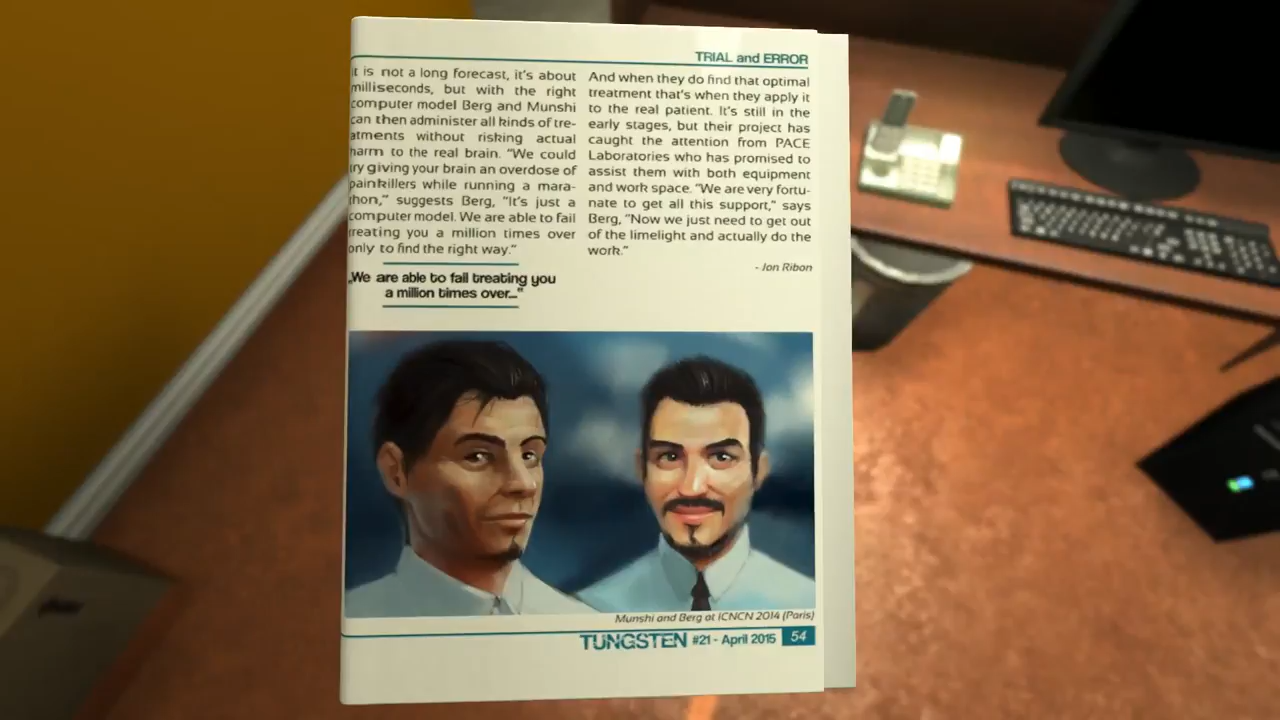 TRIAL and ERROR
it is not a long forecast, it's about
milliseconds, but with the right
computer model Berg and Munshi
can then administer all kinds of tre-
atments without risking actual
harm to the real brain. "We could
try giving your brain an overdose of
painkillers while running a mara-
thon," suggests Berg, "It's just a
computer model. We are able to fail
treating you a million times over
only to find the right way."
„We are able to fail treating you
a million times over..."
And when they do find that optimal
treatment that's when they apply it
to the real patient. It's still in the
early stages, but their project has
caught the attention from PACE
Laboratories who has promised to
assist them with both equipment
and work space. "We are very fortu-
nate to get all this support," says
Berg, "Now we just need to get out
of the limelight and actually do the
work."
- Jon Ribon
Munshi and Berg at ICNCN 2014 (Paris)
TUNGSTEN #21 - April 2015 54